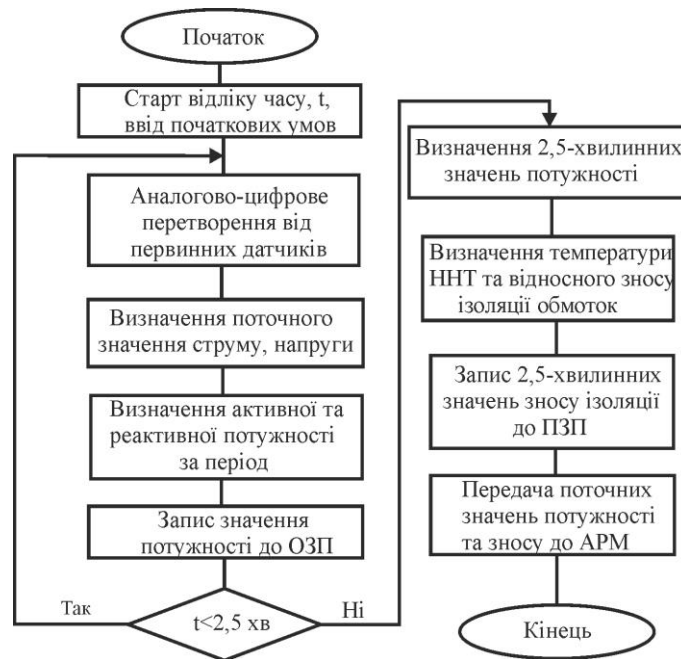 Початок
Старт відліку часу, t,
ввід початкових умов
Аналогово-цифрове
перетворення від
первинних датчиків
Визначення поточного
значення струму, напруги
Визначення активної та
реактивної потужності
за період
Запис значення
потужності до ОЗП
Так
t<2,5 хв
Ні
Визначення 2,5-хвилинних
значень потужності
Визначення температури
ННТ та відносного зносу
ізоляції обмоток
Запис 2,5-хвилинних
значень зносу ізоляції
до ПЗП
Передача поточних
значень потужності
та зносу до АРМ
Кінець